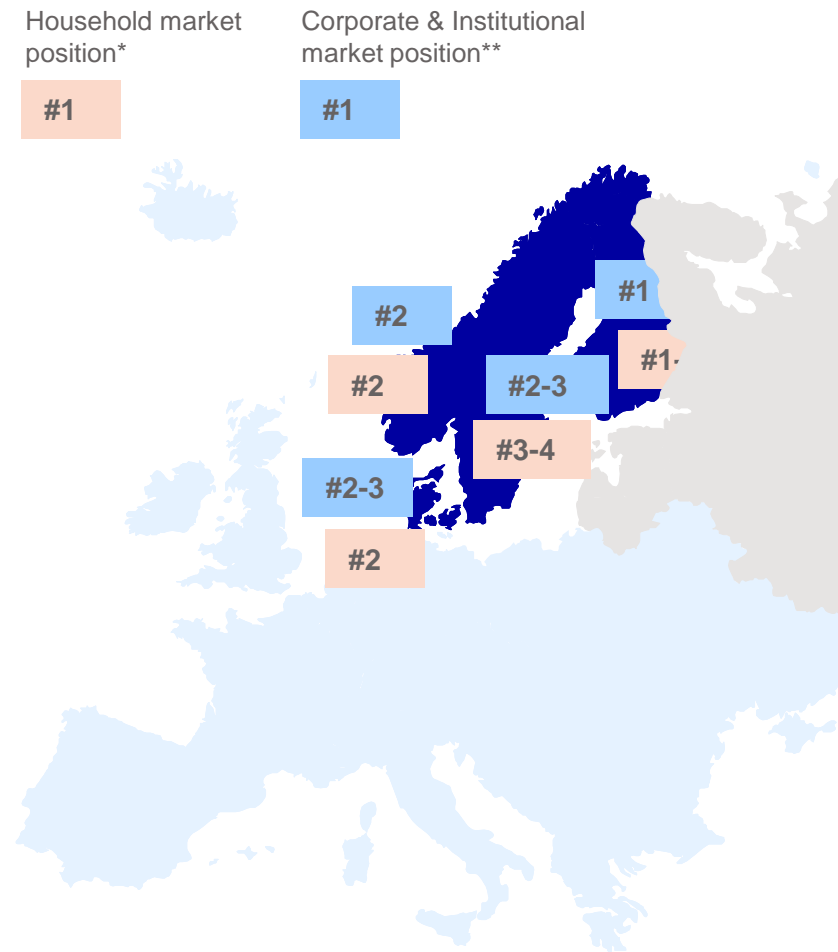 Household market
position*
Corporate & Institutional
market position**
#1
#1
#1
#2
#1-
#2
#2-3
#3-4
#2-3
#2